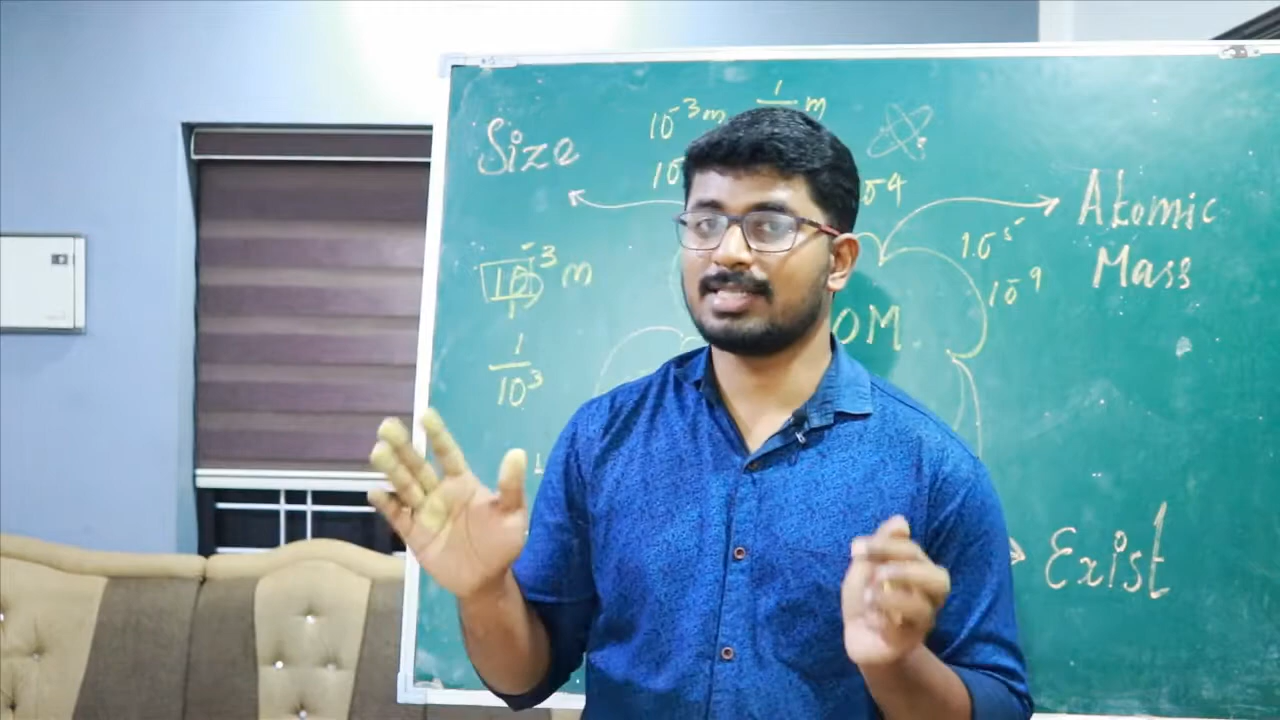 10⁻³m 1 m
Size
10⁻4
Atomic
Mass
10⁻⁵
10⁻⁹
10⁻³ m
OM
1
10³
Exist